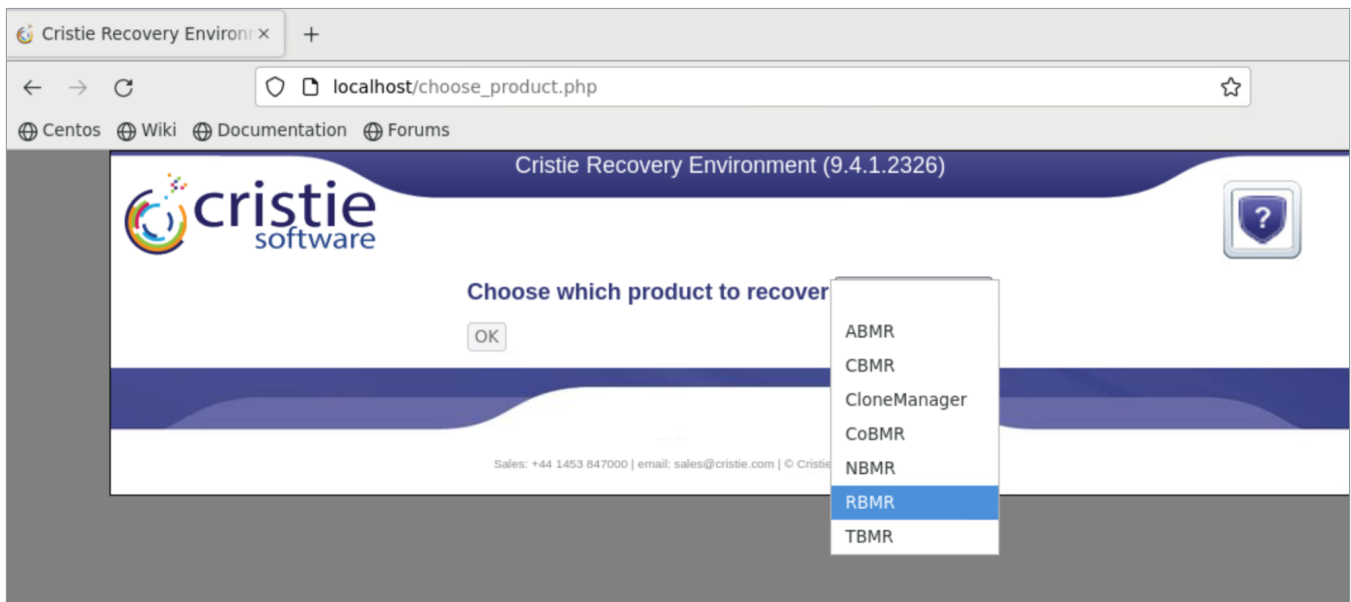 Cristie Recovery Environ
localhost/choose_product.php
Centos Wiki Documentation Forums
Cristie Recovery Environment (9.4.1.2326)
cristie
software
?
Choose which product to recover
OK
ABMR
CBMR
CloneManager
CoBMR
NBMR
RBMR
TBMR
Sales: +44 1453 847000 | email: sales@cristie.com | © Cristie